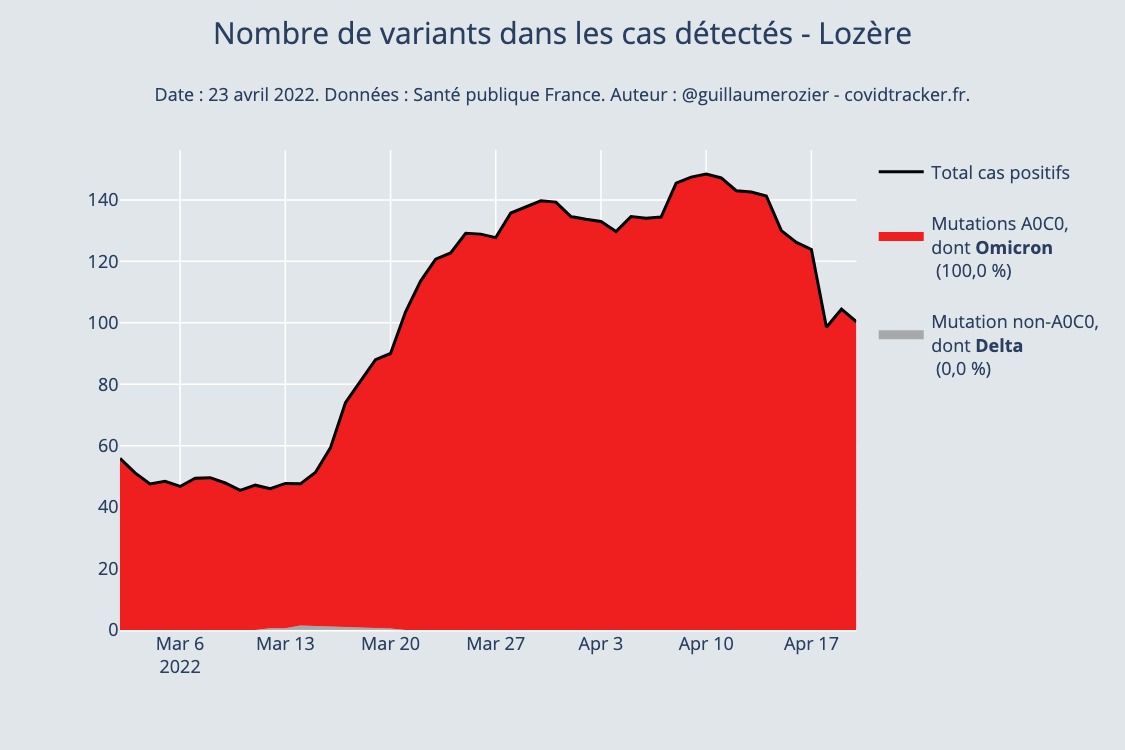 Nombre de variants dans les cas détectés - Lozère
Date : 23 avril 2022. Données : Santé publique France. Auteur : @guillaumerozier - covidtracker.fr.
140
120
100
80
60
40
20
0
Mar 6
2022
Mar 13
Mar 20
Mar 27
Apr 3
Apr 10
Apr 17
Total cas positifs
Mutations A0C0,
dont Omicron
(100,0 %)
Mutation non-A0C0,
dont Delta
(0,0 %)